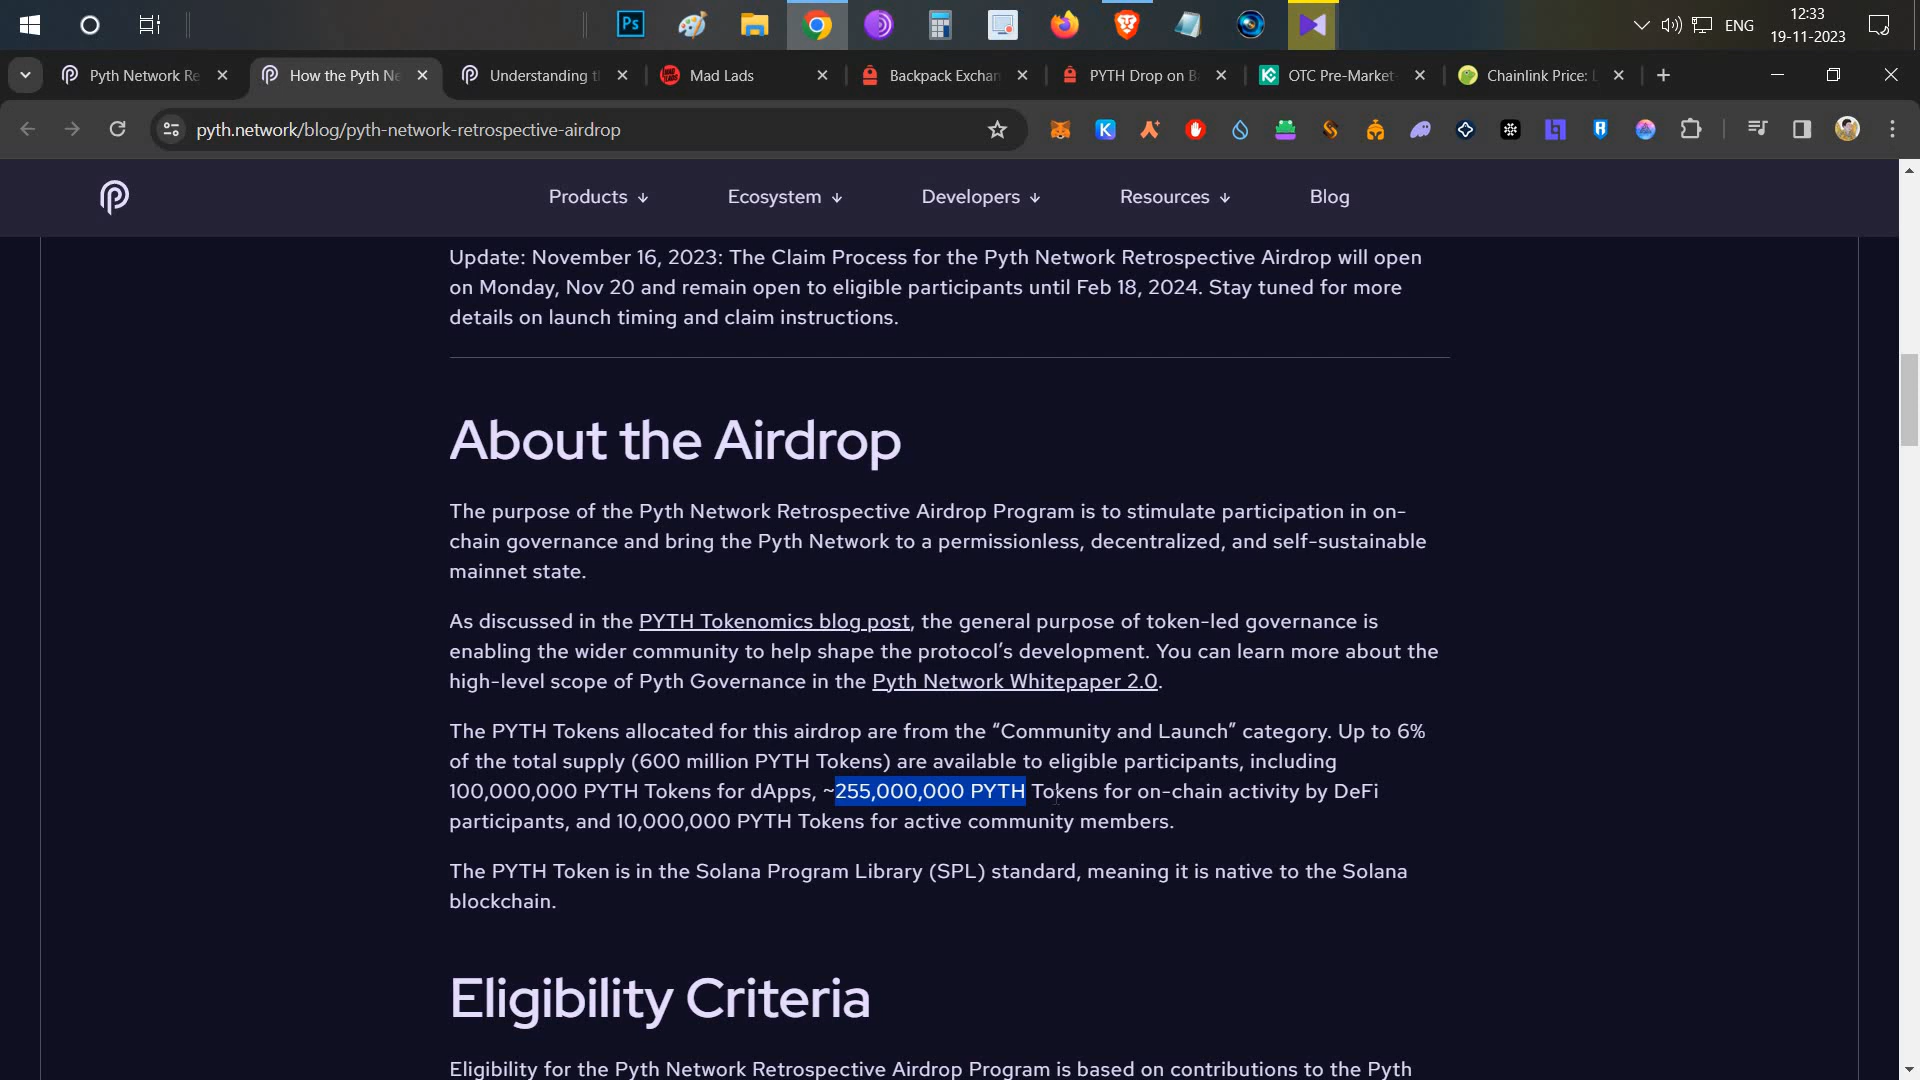 Ps
ENG
12:33
19-11-2023
Pyth Network Re
How the Pyth Ne
Understanding t
Mad Lads
Backpack Exchan
PYTH Drop on B
OTC Pre-Market
Chainlink Price:
pyth.network/blog/pyth-network-retrospective-airdrop
Products
Ecosystem
Developers
Resources
Blog
Update: November 16, 2023: The Claim Process for the Pyth Network Retrospective Airdrop will open
on Monday, Nov 20 and remain open to eligible participants until Feb 18, 2024. Stay tuned for more
details on launch timing and claim instructions.
About the Airdrop
The purpose of the Pyth Network Retrospective Airdrop Program is to stimulate participation in on-
chain governance and bring the Pyth Network to a permissionless, decentralized, and self-sustainable
mainnet state.
As discussed in the PYTH Tokenomics blog post, the general purpose of token-led governance is
enabling the wider community to help shape the protocol’s development. You can learn more about the
high-level scope of Pyth Governance in the Pyth Network Whitepaper 2.0.
The PYTH Tokens allocated for this airdrop are from the “Community and Launch” category. Up to 6%
of the total supply (600 million PYTH Tokens) are available to eligible participants, including
100,000,000 PYTH Tokens for dApps, ~255,000,000 PYTH Tokens for on-chain activity by DeFi
participants, and 10,000,000 PYTH Tokens for active community members.
The PYTH Token is in the Solana Program Library (SPL) standard, meaning it is native to the Solana
blockchain.
Eligibility Criteria
Eligibility for the Pyth Network Retrospective Airdrop Program is based on contributions to the Pyth